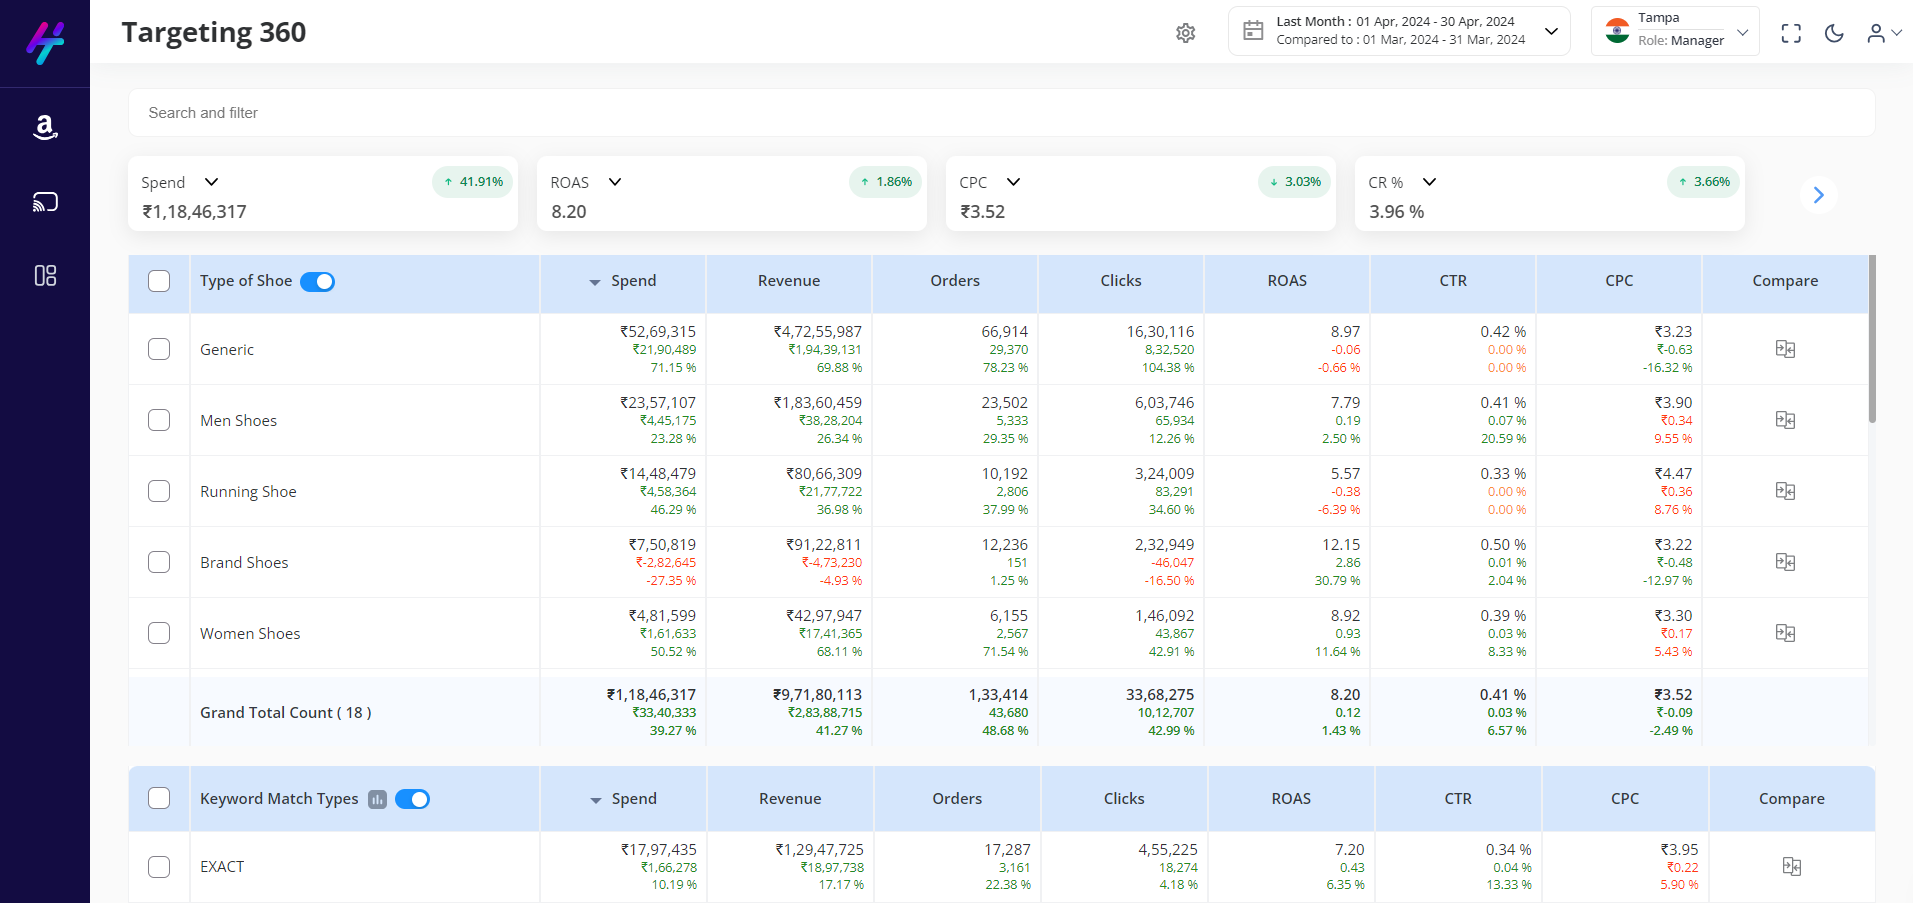 Targeting 360
Last Month : 01 Apr, 2024 - 30 Apr, 2024
Compared to : 01 Mar, 2024 - 31 Mar, 2024
Tampa
Role: Manager
Search and filter
Spend 41.91%
₹1,18,46,317
ROAS 1.86%
8.20
CPC 3.03%
₹3.52
CR % 3.66%
3.96 %
Type of Shoe Spend Revenue Orders Clicks ROAS CTR CPC Compare
₹52,69,315 ₹4,72,55,987 66,914 16,30,116 8.97 0.42 % ₹3.23
Generic ₹21,90,489 ₹1,94,39,131 29,370 8,32,520 -0.06 0.00 % ₹-0.63
71.15 % 69.88 % 78.23 % 104.38 % -0.66 % 0.00 % -16.32 %
₹23,57,107 ₹1,83,60,459 23,502 6,03,746 7.79 0.41 % ₹3.90
Men Shoes ₹4,45,175 ₹38,28,204 5,333 65,934 0.19 0.07 % ₹0.34
23.28 % 26.34 % 29.35 % 12.26 % 2.50 % 20.59 % 9.55 %
₹14,48,479 ₹80,66,309 10,192 3,24,009 5.57 0.33 % ₹4.47
Running Shoe ₹4,58,364 ₹21,77,722 2,806 83,291 -0.38 0.00 % ₹0.36
46.29 % 36.98 % 37.99 % 34.60 % -6.39 % 0.00 % 8.76 %
₹7,50,819 ₹91,22,811 12,236 2,32,949 12.15 0.50 % ₹3.22
Brand Shoes ₹-2,82,645 ₹-4,73,230 151 -46,047 2.86 0.01 % ₹-0.48
-27.35 % -4.93 % 1.25 % -16.50 % 30.79 % 2.04 % -12.97 %
₹4,81,599 ₹42,97,947 6,155 1,46,092 8.92 0.39 % ₹3.30
Women Shoes ₹1,61,633 ₹17,41,365 2,567 43,867 0.93 0.03 % ₹0.17
50.52 % 68.11 % 71.54 % 42.91 % 11.64 % 8.33 % 5.43 %
₹1,18,46,317 ₹9,71,80,113 1,33,414 33,68,275 8.20 0.41 % ₹3.52
Grand Total Count ( 18 ) ₹33,40,333 ₹2,83,88,715 43,680 10,12,707 0.12 0.03 % ₹-0.09
39.27 % 41.27 % 48.68 % 42.99 % 1.43 % 6.57 % -2.49 %
Keyword Match Types Spend Revenue Orders Clicks ROAS CTR CPC Compare
₹17,97,435 ₹1,29,47,725 17,287 4,55,225 7.20 0.34 % ₹3.95
EXACT ₹1,66,278 ₹18,97,738 3,161 18,274 0.43 0.04 % ₹0.22
10.19 % 17.17 % 22.38 % 4.18 % 6.35 % 13.33 % 5.90 %